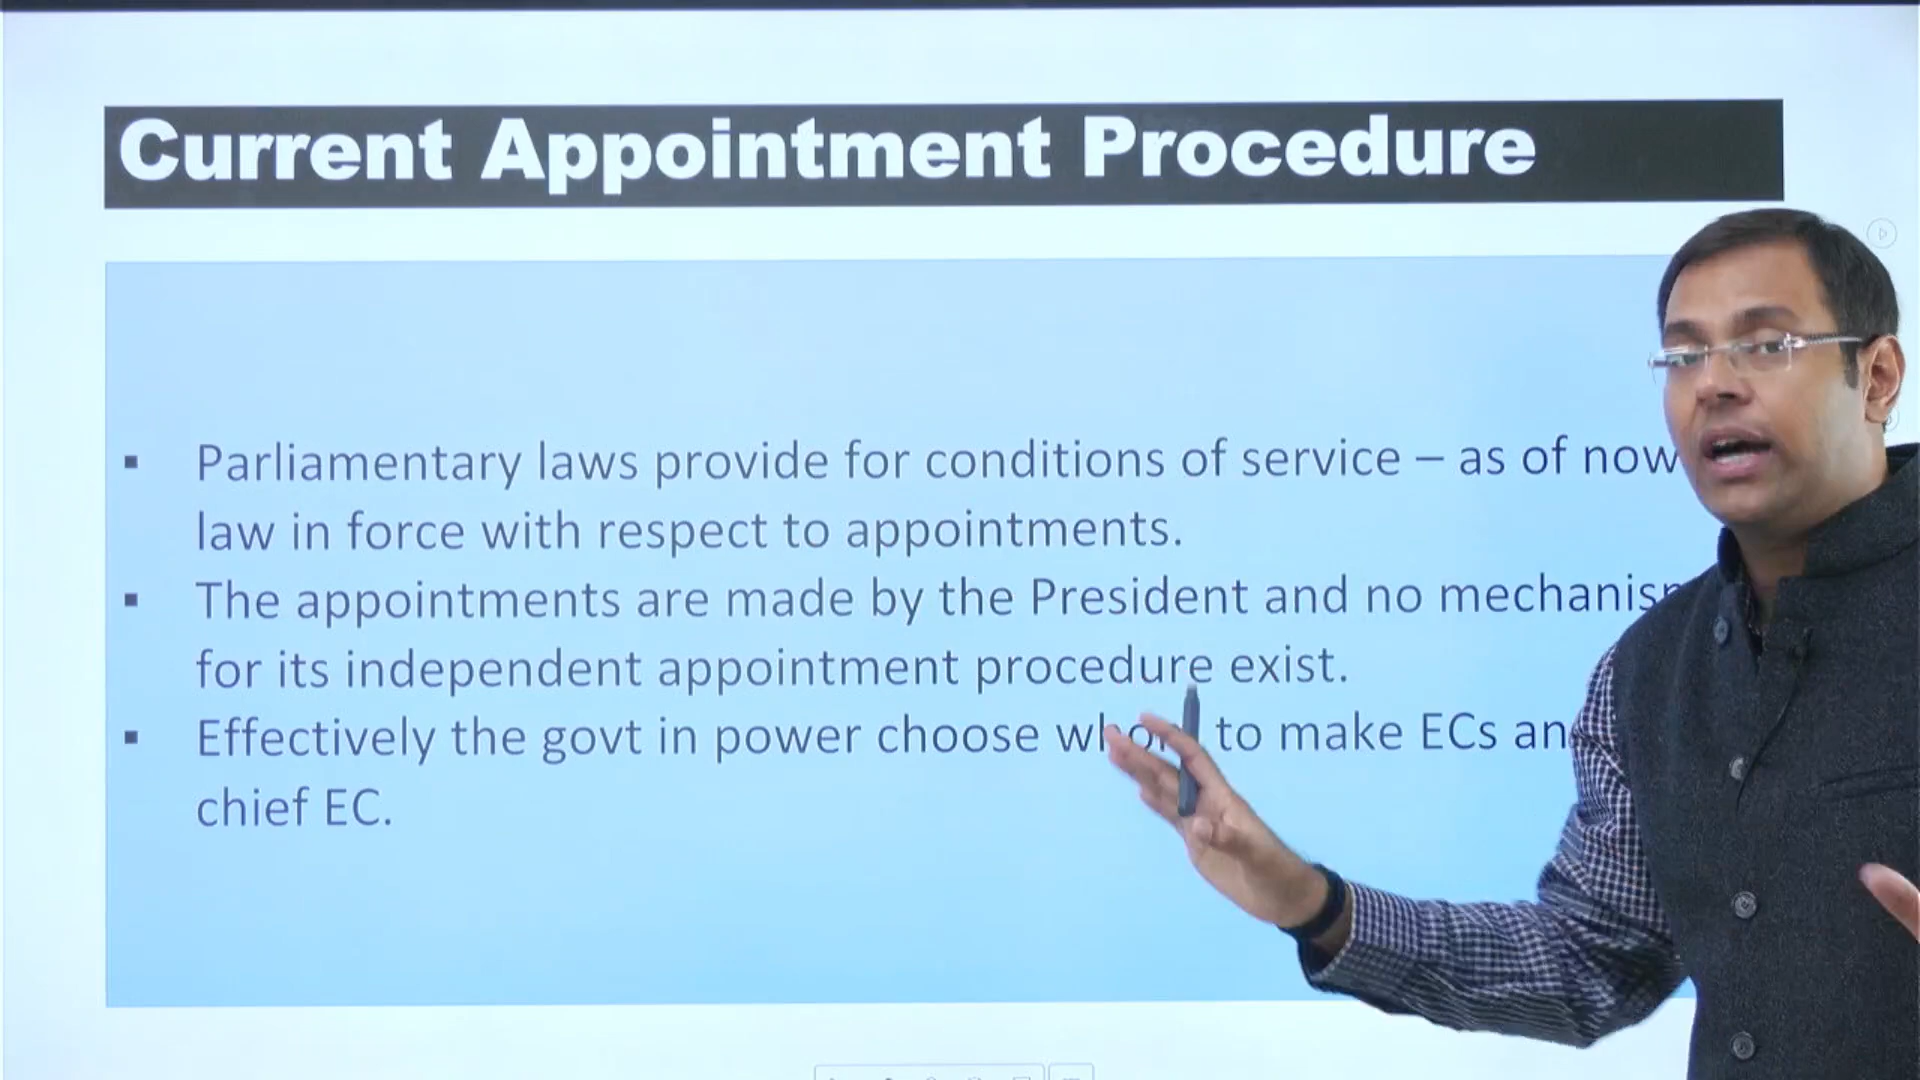 Current Appointment Procedure
▪ Parliamentary laws provide for conditions of service – as of now
law in force with respect to appointments.
▪ The appointments are made by the President and no
for its independent appointment procedure exist.
▪ Effectively the govt in power choose to make ECs
chief EC.